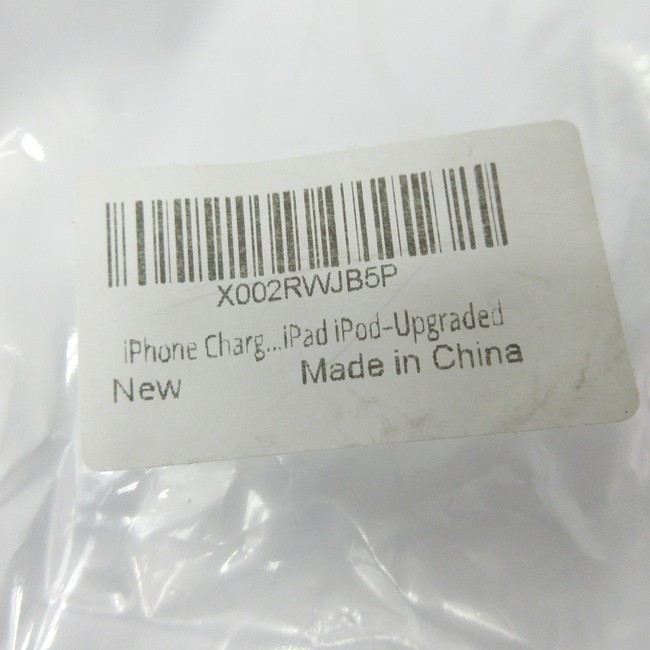 X002RWJB5P
iPhone Charg...iPad iPod-Upgraded
New Made in China